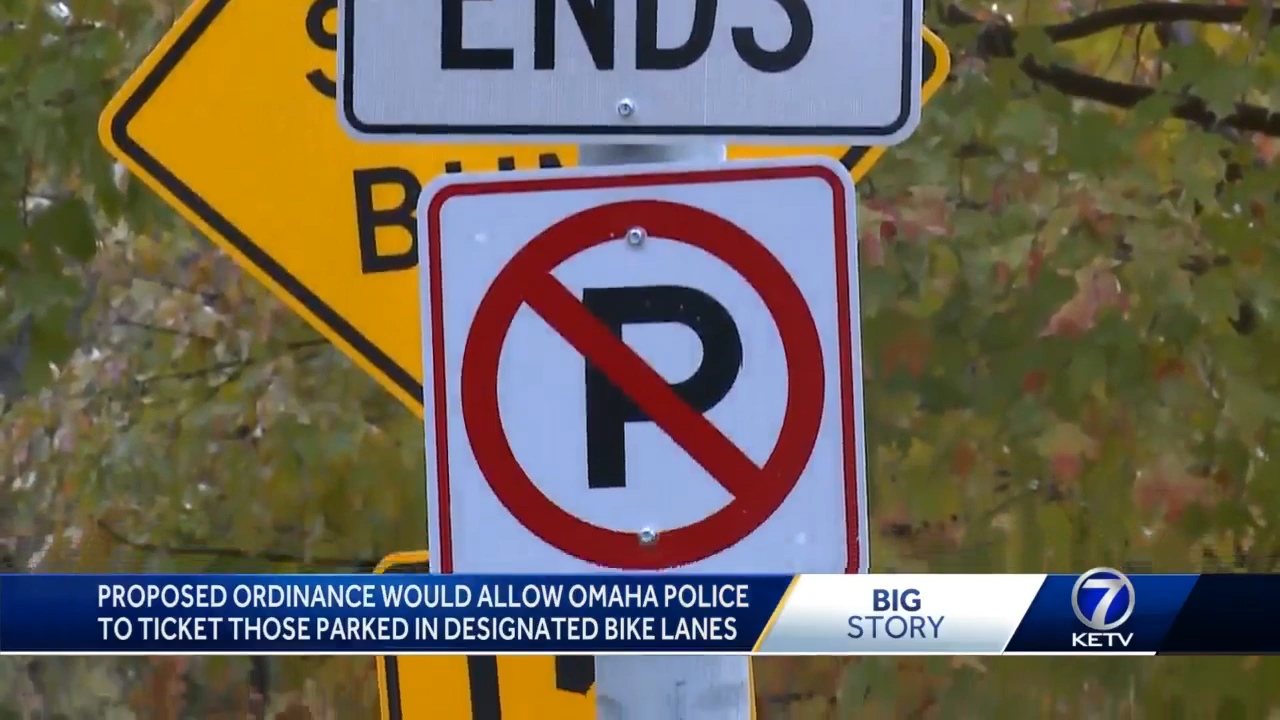 ENDS
P
PROPOSED ORDINANCE WOULD ALLOW OMAHA POLICE
TO TICKET THOSE PARKED IN DESIGNATED BIKE LANES
BIG
STORY
7
KETV